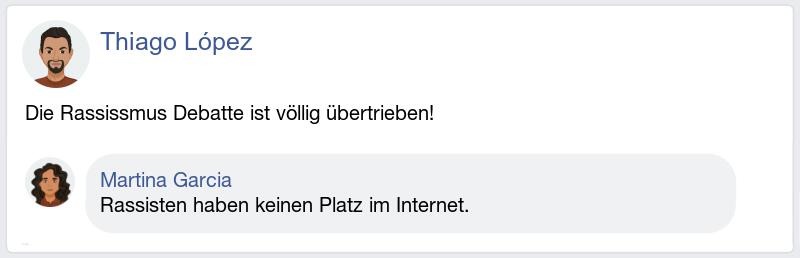 Thiago López
Die Rassissmus Debatte ist völlig übertrieben!
Martina Garcia
Rassisten haben keinen Platz im Internet.